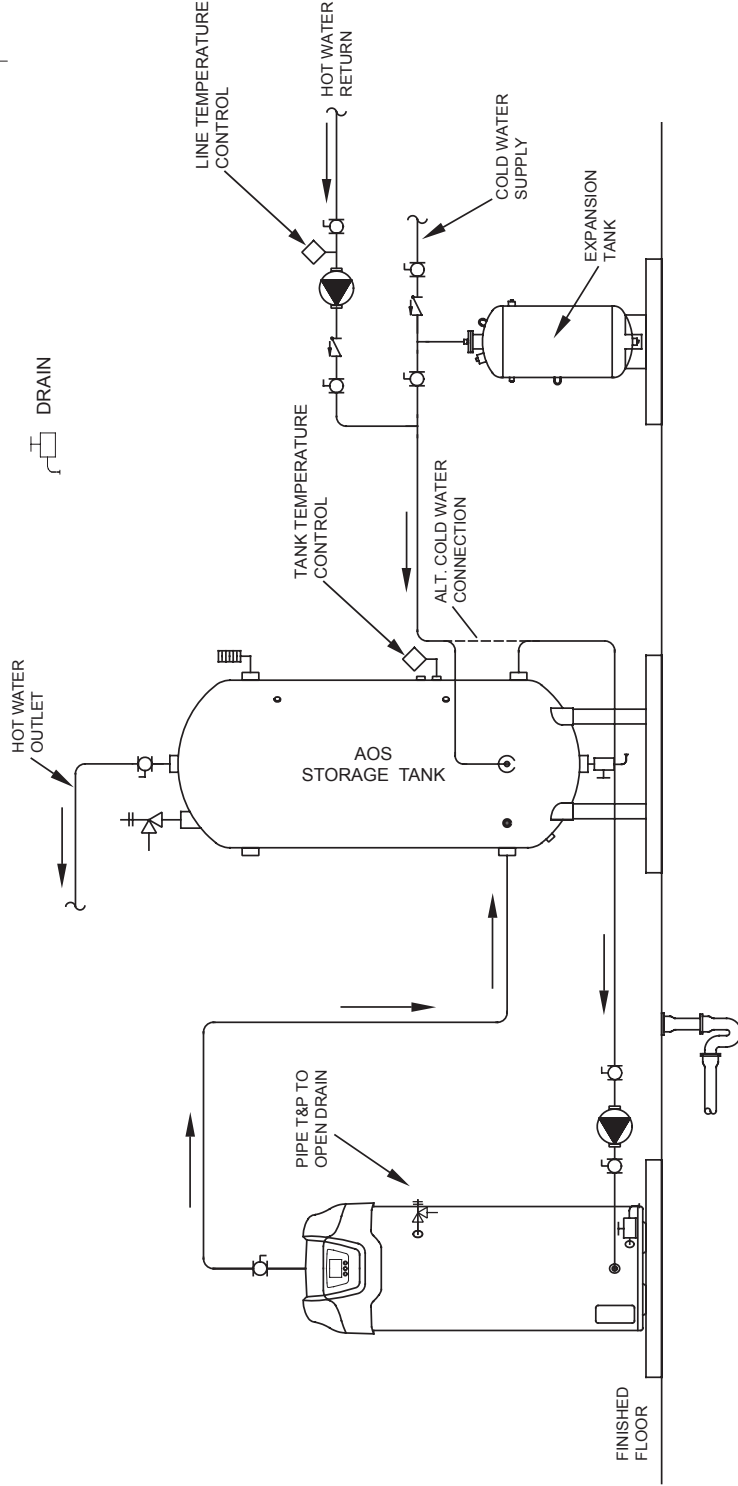 DRAIN
HOT WATER
OUTLET
LINE TEMPERATURE
CONTROL
HOT WATER
RETURN
TANK TEMPERATURE
CONTROL
COLD WATER
SUPPLY
ALT. COLD WATER
CONNECTION
EXPANSION
TANK
AOS
STORAGE TANK
PIPE T&P TO
OPEN DRAIN
FINISHED
FLOOR